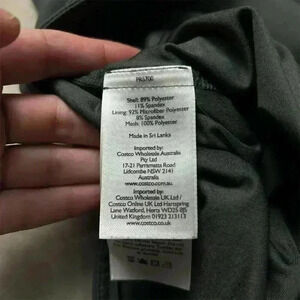 Shell: 89% Polyester
11% Spandex
Lining: 92% Microfiber Polyester
8% Spandex
Mesh: 100% Polyester
Made in Sri Lanka
Imported by:
Costco Wholesale Australia
Pty Ltd
17-21 Parramatta Road
Lidcombe NSW 2141
Australia
www.costco.com.au
Imported by:
Costco Wholesale UK Ltd /
Costco Online UK Ltd / Hartspring
Lane Watford, Herts WD25 8JS
United Kingdom 01923 213113
www.costco.co.uk